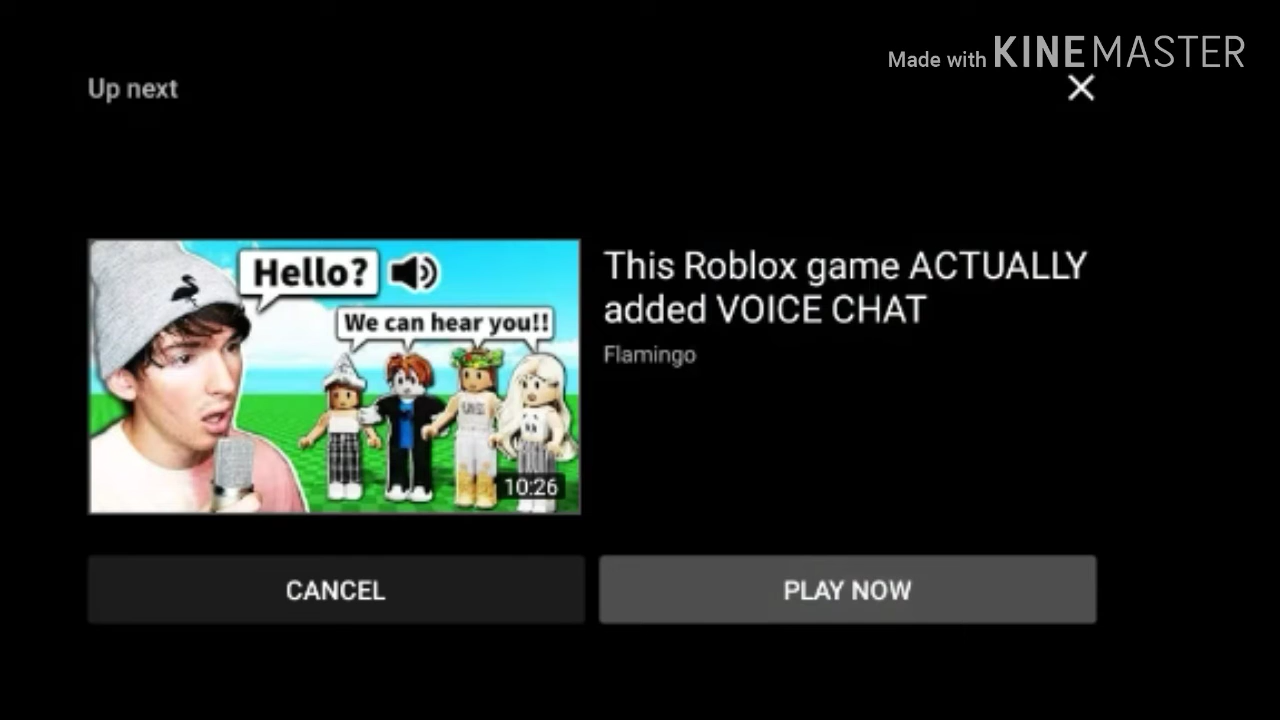 Made with KINEMASTER
Up next
Hello?
We can hear you!!
10:26
This Roblox game ACTUALLY
added VOICE CHAT
Flamingo
CANCEL
PLAY NOW